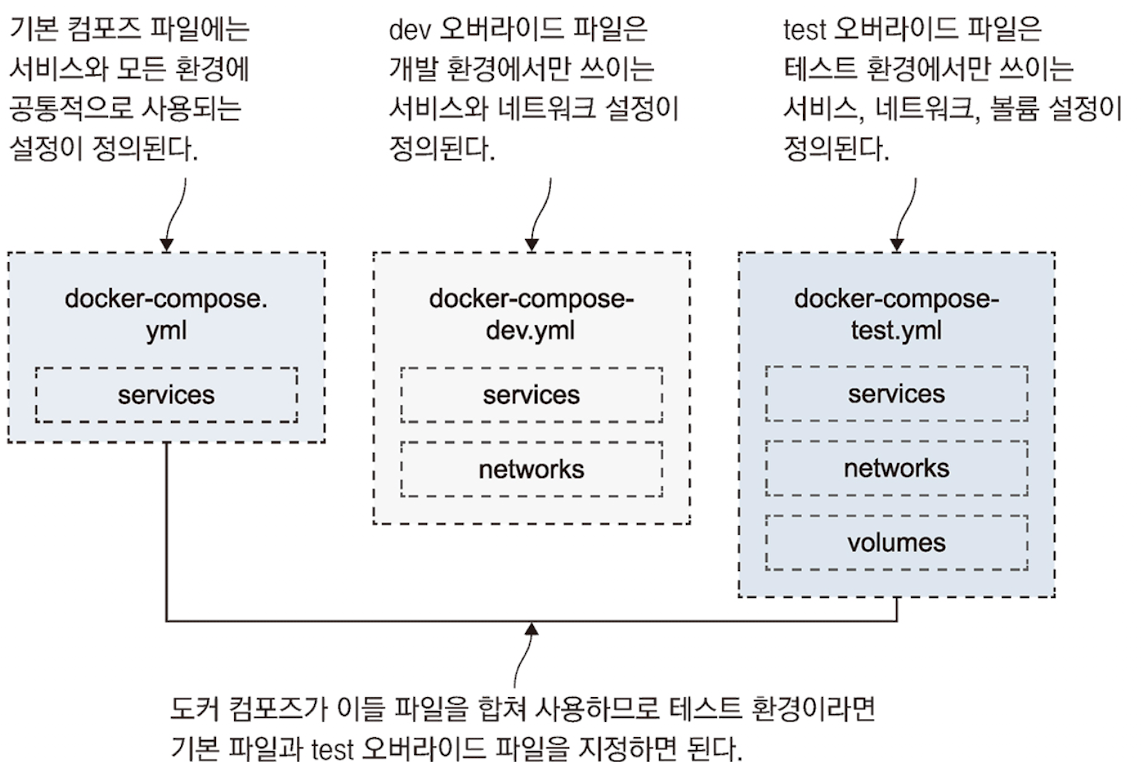 기본 컴포즈 파일에는
서비스와 모든 환경에
공통적으로 사용되는
설정이 정의된다.
dev 오버라이드 파일은
개발 환경에서만 쓰이는
서비스와 네트워크 설정이
정의된다.
test 오버라이드 파일은
테스트 환경에서만 쓰이는
서비스, 네트워크, 볼륨 설정이
정의된다.
docker-compose.
yml
services
docker-compose-
dev.yml
services
networks
docker-compose-
test.yml
services
networks
volumes
도커 컴포즈가 이들 파일을 합쳐 사용하므로 테스트 환경이라면
기본 파일과 test 오버라이드 파일을 지정하면 된다.